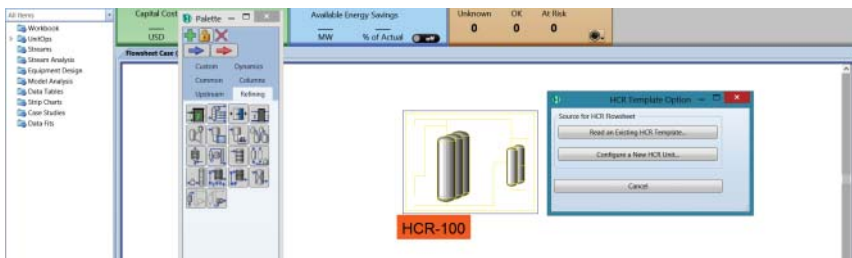 All Items
Workbook
UnitOps
Streams
Stream Analysis
Equipment Design
Model Analysis
Data Tables
Strip Charts
Case Studies
Data Fits
Capital Cost
USD
Flowsheet Case (
Palette
Custom Dynamics
Common Columns
Upstream Refining
Available Energy Savings
MW % of Actual off
Unknown OK At Risk
0 0 0
HCR-100
HCR Template Option
Source for HCR Flowsheet
Read an Existing HCR Template...
Configure a New HCR Unit...
Cancel